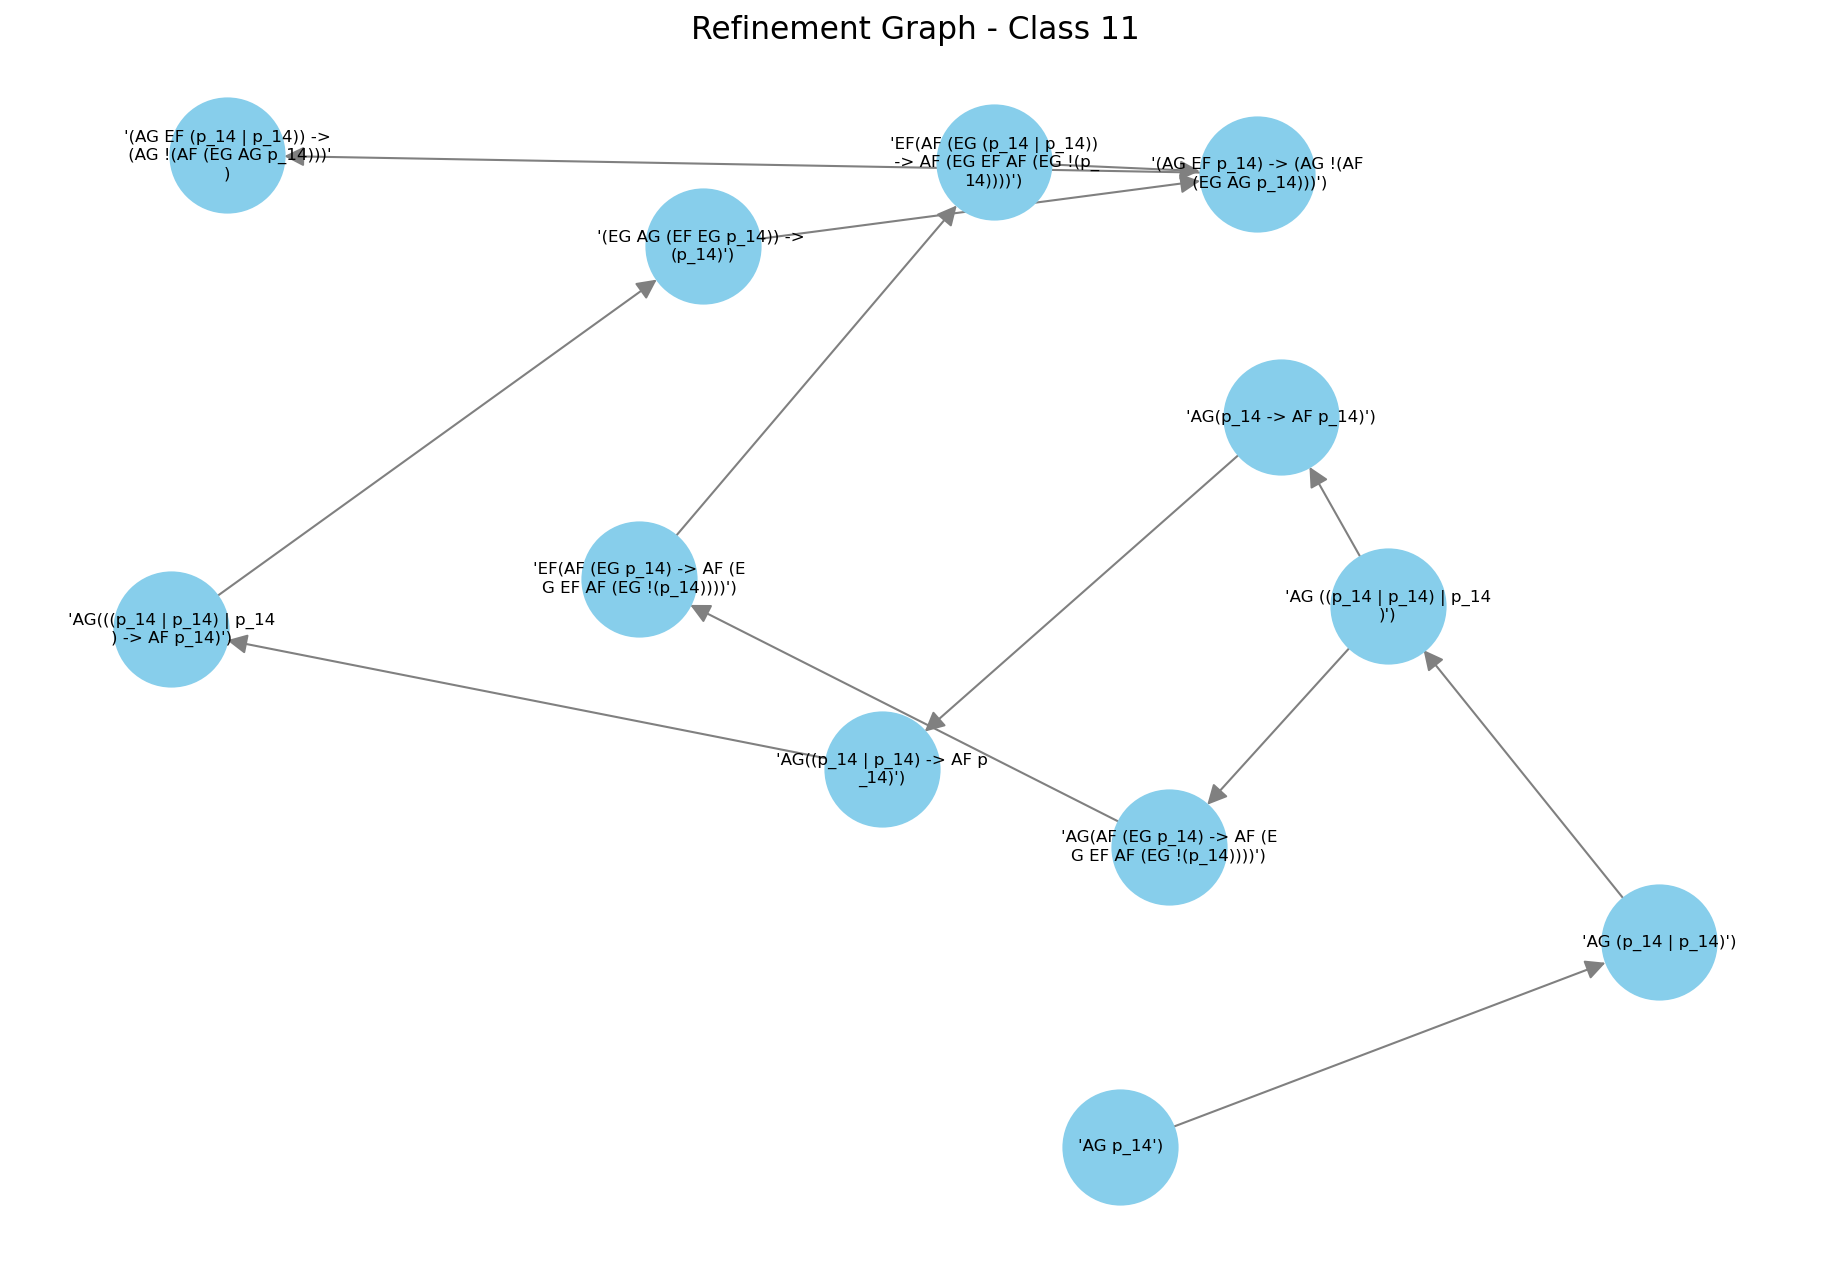 Refinement Graph - Class 11
'(AG EF (p_14 | p_14)) ->
(AG !(AF (EG AG p_14)))'
)
'EF(AF (EG (p_14 | p_14))
-> AF (EG EF AF (EG !(p_
14))))')
'(AG EF p_14) -> (AG !(AF
(EG AG p_14)))')
'(EG AG (EF EG p_14)) ->
(p_14)')
'AG(p_14 -> AF p_14)')
'EF(AF (EG p_14) -> AF (E
G EF AF (EG !(p_14))))')
'AG ((p_14 | p_14) | p_14
)')
'AG(((p_14 | p_14) | p_14
) -> AF p_14)')
'AG((p_14 | p_14) -> AF p
_14)')
'AG(AF (EG p_14) -> AF (E
G EF AF (EG !(p_14))))')
'AG (p_14 | p_14)')
'AG p_14')